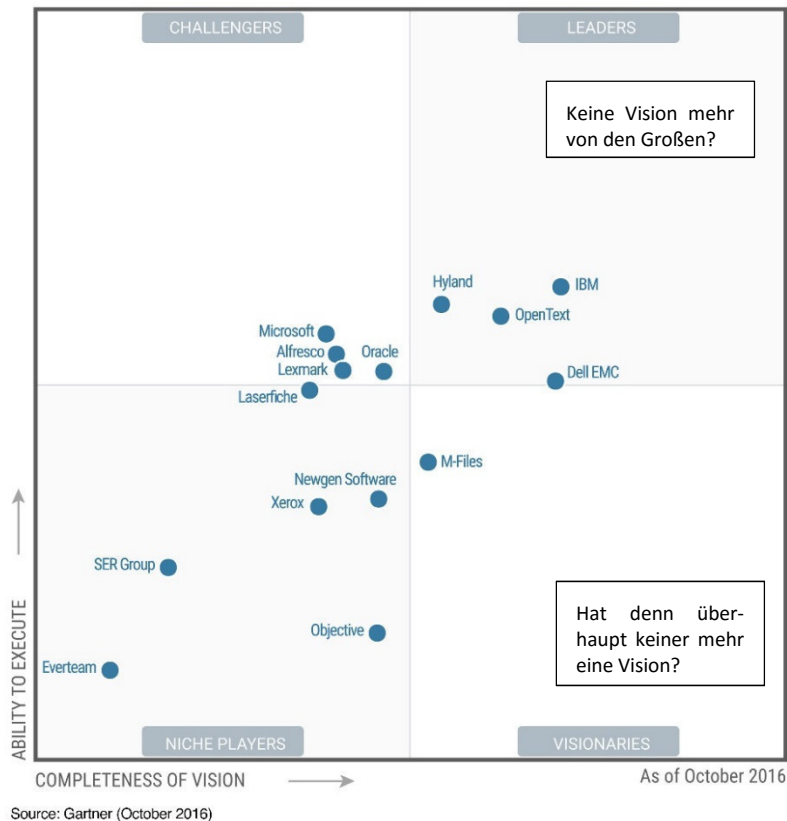 CHALLENGERS
LEADERS
Keine Vision mehr
von den Großen?
Hyland
IBM
OpenText
Microsoft
Alfresco
Oracle
Lexmark
Dell EMC
Laserfiche
M-Files
Newgen Software
Xerox
SER Group
Objective
Everteam
Hat denn über-
haupt keiner mehr
eine Vision?
ABILITY TO EXECUTE
NICHE PLAYERS
VISIONARIES
COMPLETENESS OF VISION
As of October 2016
Source: Gartner (October 2016)